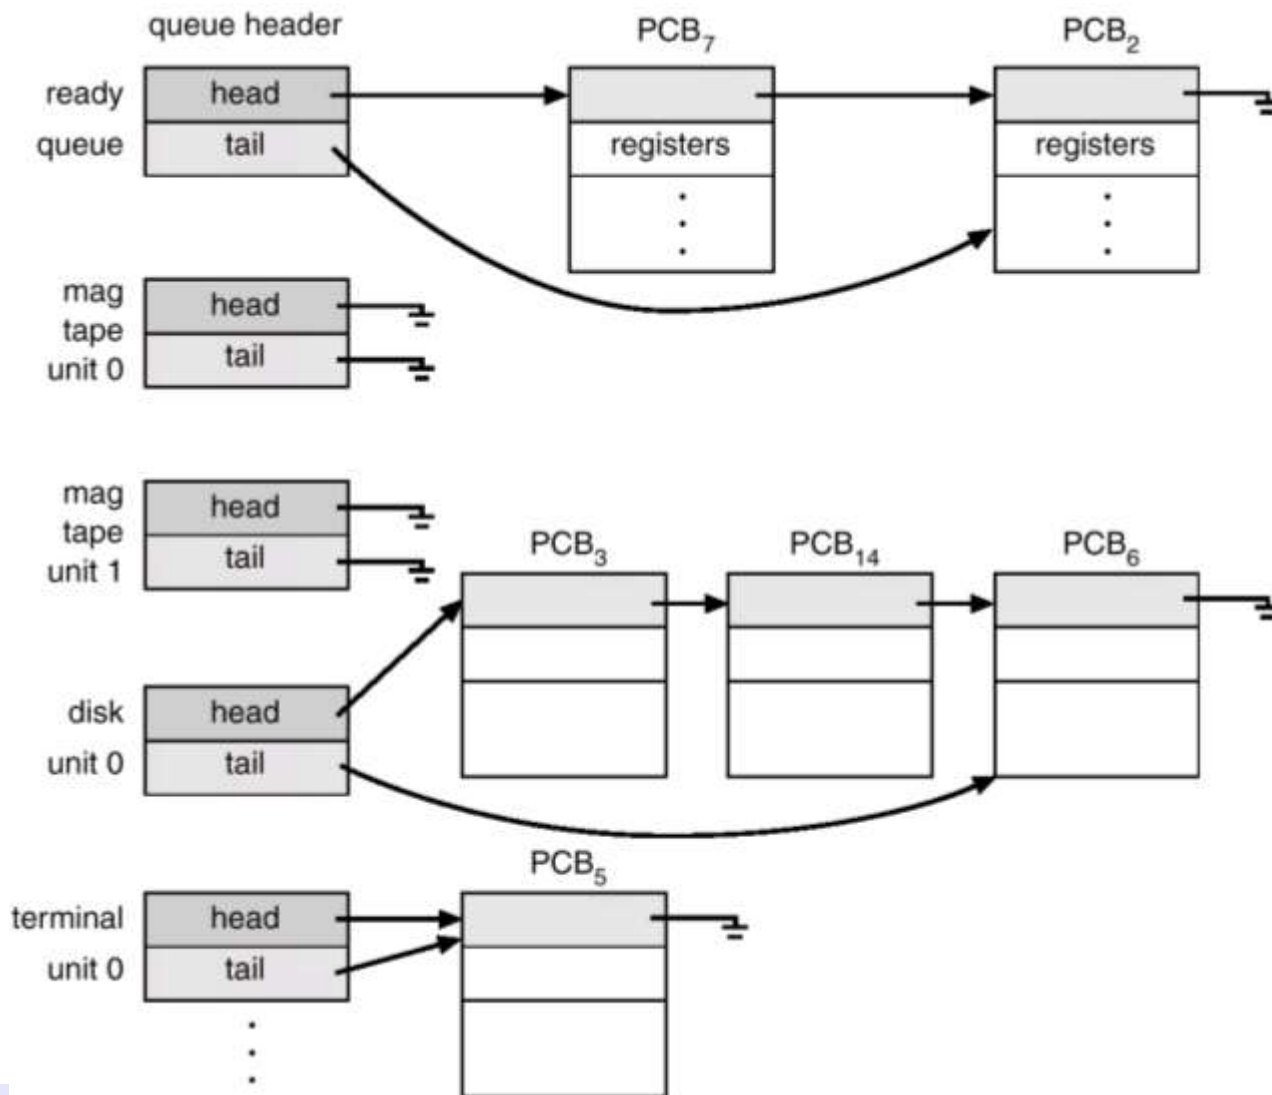 queue header
PCB₇
PCB₂
ready
queue
head
tail
registers
registers
mag
tape
unit 0
head
tail
mag
tape
unit 1
head
tail
PCB₃
PCB₁₄
PCB₆
disk
unit 0
head
tail
PCB₅
terminal
unit 0
head
tail